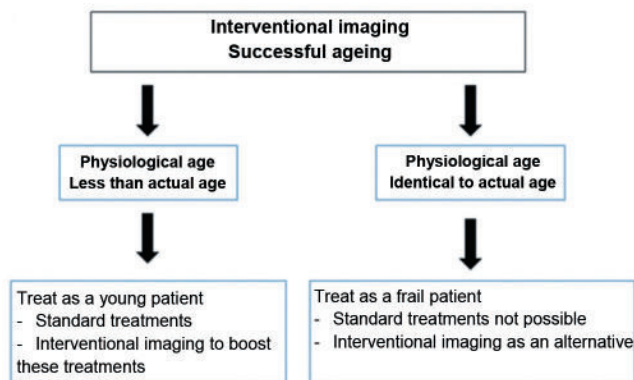 Interventional imaging
Successful ageing
Physiological age
Less than actual age
Physiological age
Identical to actual age
Treat as a young patient
- Standard treatments
- Interventional imaging to boost
these treatments
Treat as a frail patient
- Standard treatments not possible
- Interventional imaging as an alternative